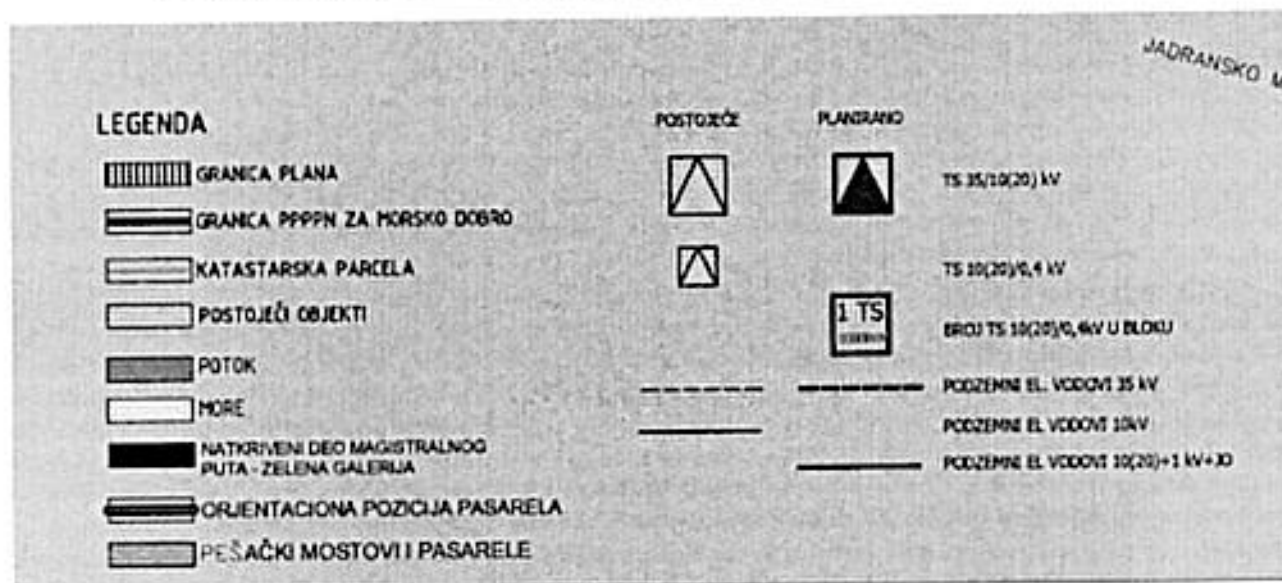 JADRANSKO
LEGENDA
GRANICA PLANA
GRANICA PPPPN ZA MORSKO DOBRO
KATASTARSKA PARCELA
POSTOJEĆI OBJEKTI
POTOK
MORE
NATKRIVENI DEO MAGISTRALNOG
PUTA - ZELENA GALERIJA
ORJENTACIONA POZICIJA PASARELA
PEŠAČKI MOSTOVI I PASARELE
POSTOJEĆE PLANIRANO
TS 35/10(20) kV
TS 10(20)/0,4 kV
1 TS
BROJ TS 10(20)/0,4kV U BLOKU
PODZEMNI EL. VODOVI 35 kV
PODZEMNI EL VODOVI 10kV
PODZEMNI EL VODOVI 10(20)+1 kV+JO